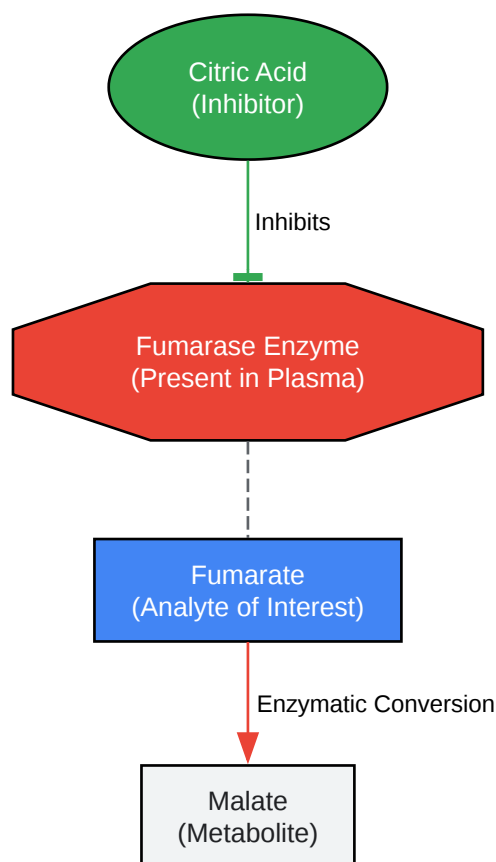 Citric Acid
(Inhibitor)
Inhibits
Fumarase Enzyme
(Present in Plasma)
Fumarate
(Analyte of Interest)
Enzymatic Conversion
Malate
(Metabolite)